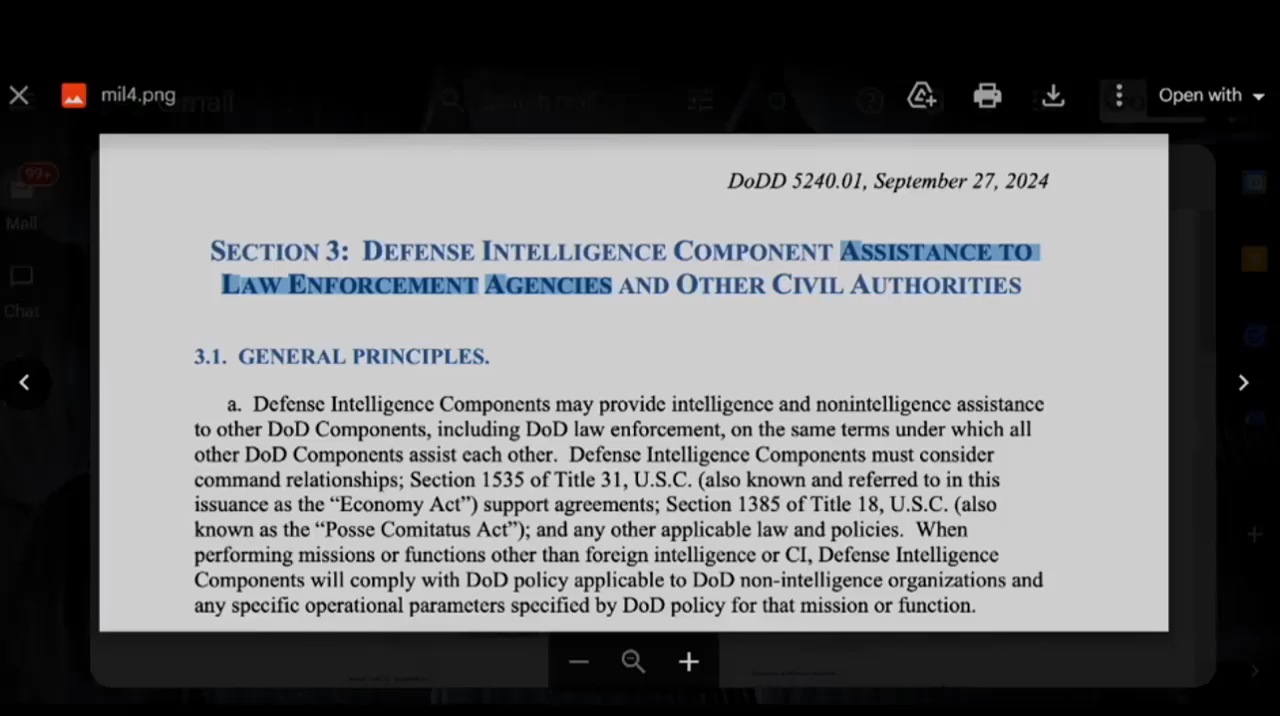 mil4.png
Open with
99+
Mail
Chat
DoDD 5240.01, September 27, 2024
SECTION 3: DEFENSE INTELLIGENCE COMPONENT ASSISTANCE TO
LAW ENFORCEMENT AGENCIES AND OTHER CIVIL AUTHORITIES
3.1. GENERAL PRINCIPLES.
a. Defense Intelligence Components may provide intelligence and nonintelligence assistance
to other DoD Components, including DoD law enforcement, on the same terms under which all
other DoD Components assist each other. Defense Intelligence Components must consider
command relationships; Section 1535 of Title 31, U.S.C. (also known and referred to in this
issuance as the “Economy Act”) support agreements; Section 1385 of Title 18, U.S.C. (also
known as the “Posse Comitatus Act”); and any other applicable law and policies. When
performing missions or functions other than foreign intelligence or CI, Defense Intelligence
Components will comply with DoD policy applicable to DoD non-intelligence organizations and
any specific operational parameters specified by DoD policy for that mission or function.